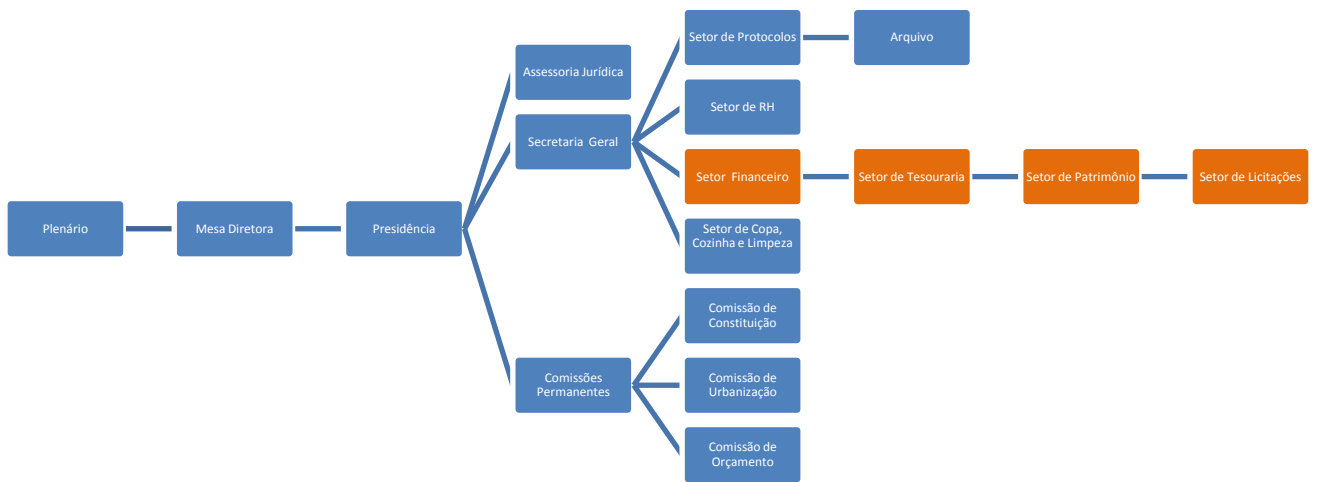 Plenário
Mesa Diretora
Presidência
Assessoria Jurídica
Secretaria Geral
Setor de Protocolos
Arquivo
Setor de RH
Setor Financeiro
Setor de Tesouraria
Setor de Patrimônio
Setor de Licitações
Setor de Copa,
Cozinha e Limpeza
Comissões
Permanentes
Comissão de
Constituição
Comissão de
Urbanização
Comissão de
Orçamento